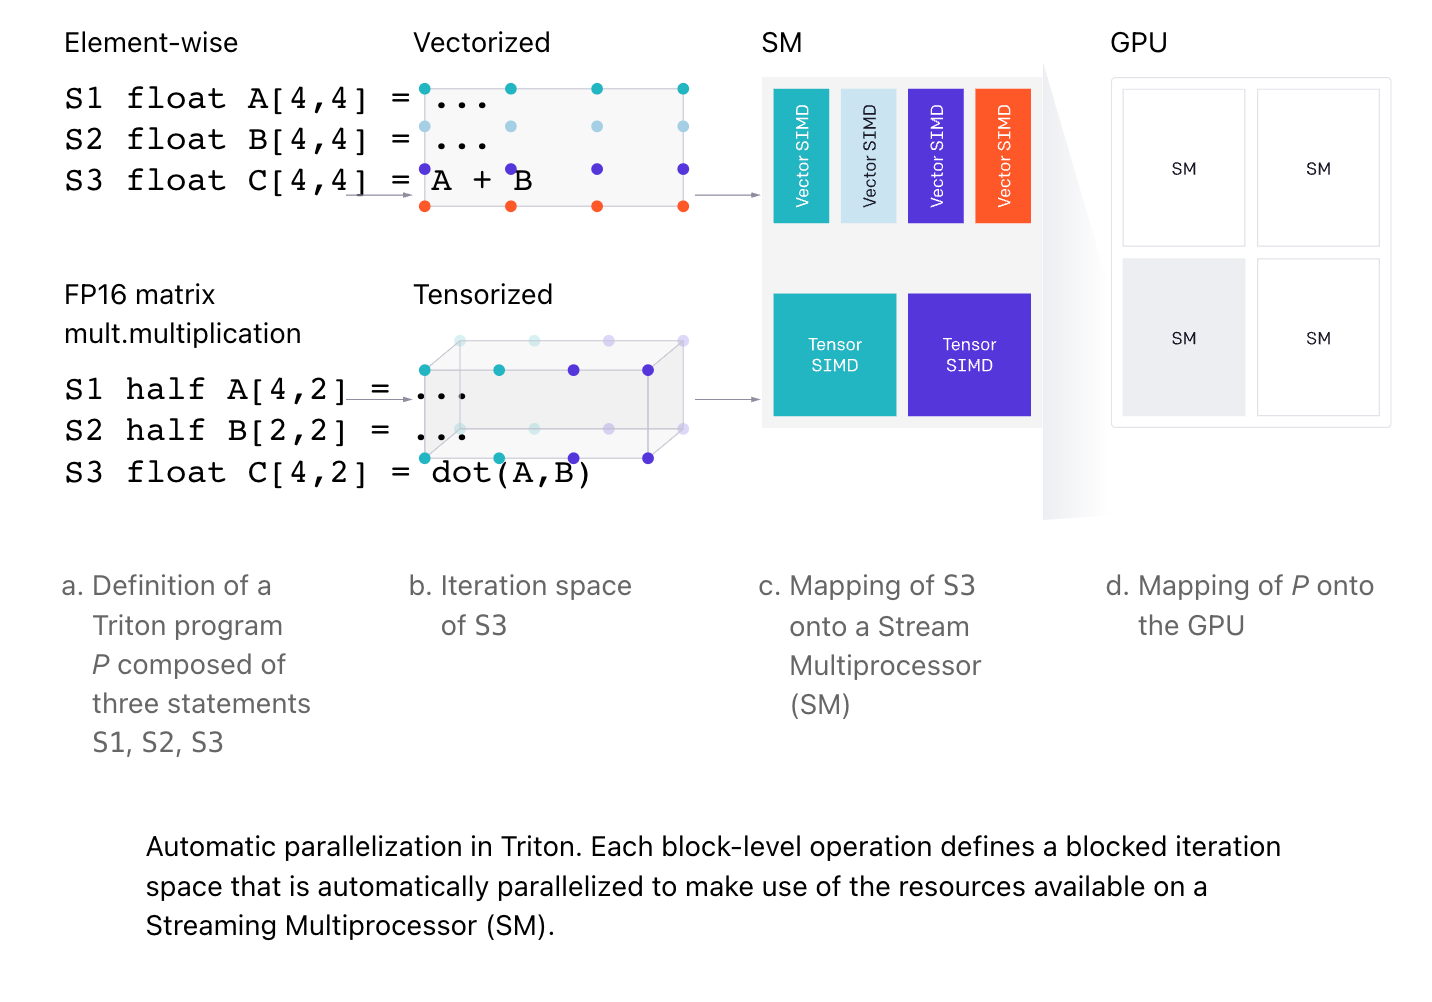 Element-wise
S1 float A[4,4] = ...
S2 float B[4,4] = ...
S3 float C[4,4] = A + B
Vectorized
SM
Vector SIMD
Vector SIMD
Vector SIMD
Vector SIMD
GPU
SM
SM
SM
SM
FP16 matrix
mult.multiplication
S1 half A[4,2] = ...
S2 half B[2,2] = ...
S3 float C[4,2] = dot(A,B)
Tensorized
Tensor
SIMD
Tensor
SIMD
a. Definition of a
Triton program
P composed of
three statements
S1, S2, S3
b. Iteration space
of S3
c. Mapping of S3
onto a Stream
Multiprocessor
(SM)
d. Mapping of P onto
the GPU
Automatic parallelization in Triton. Each block-level operation defines a blocked iteration
space that is automatically parallelized to make use of the resources available on a
Streaming Multiprocessor (SM).